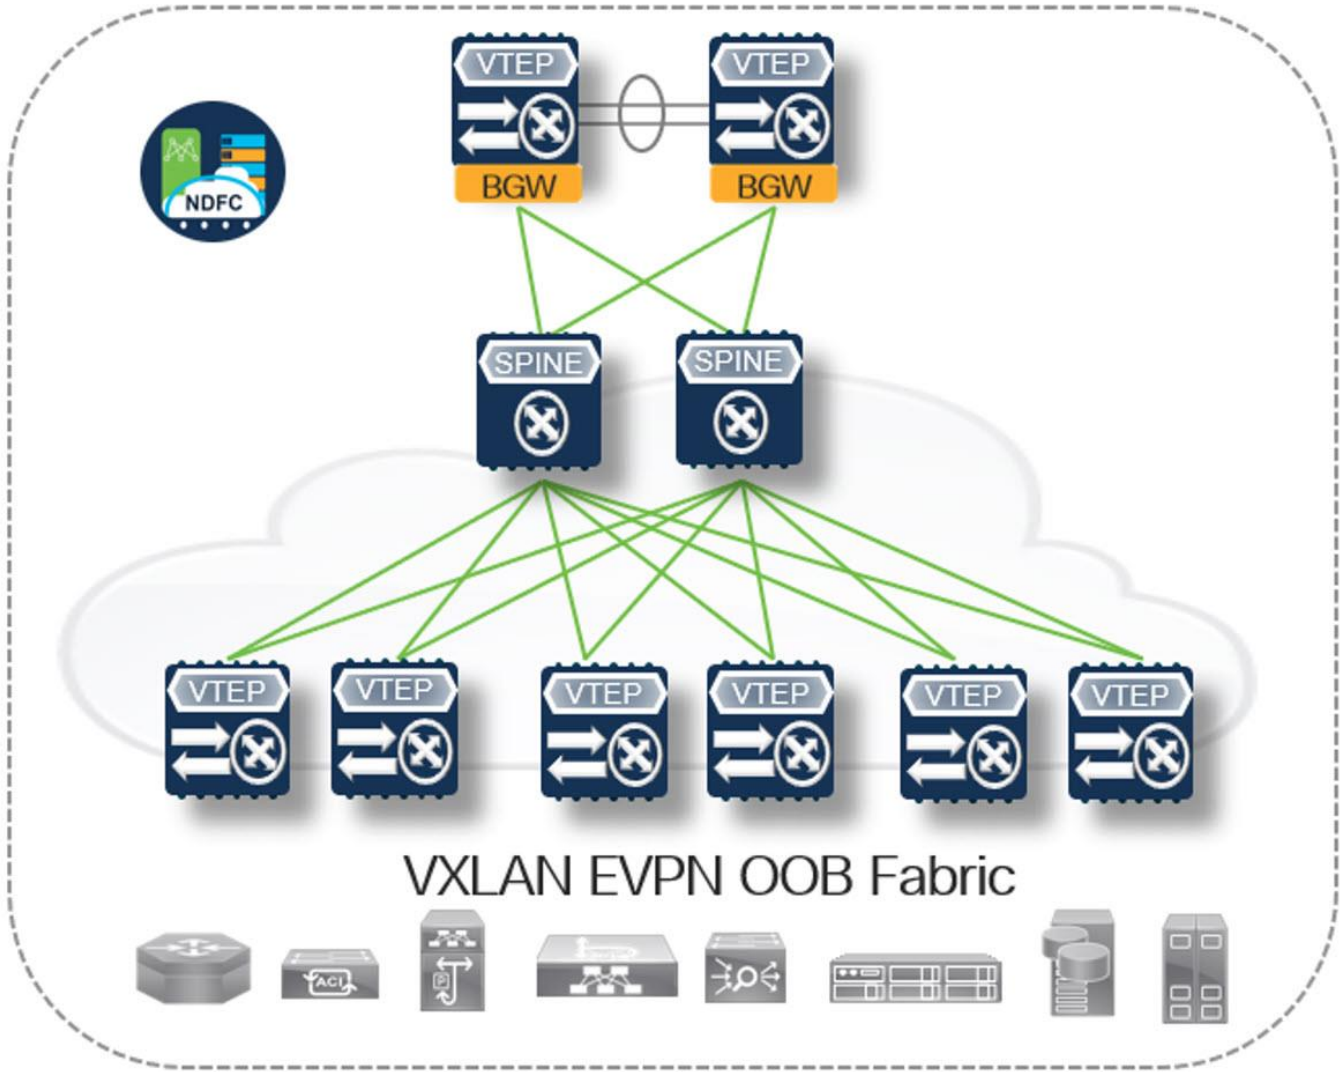 VTEP
VTEP
BGW
BGW
NDFC
SPINE
SPINE
VTEP
VTEP
VTEP
VTEP
VTEP
VTEP
VXLAN EVPN OOB Fabric
ACI
P